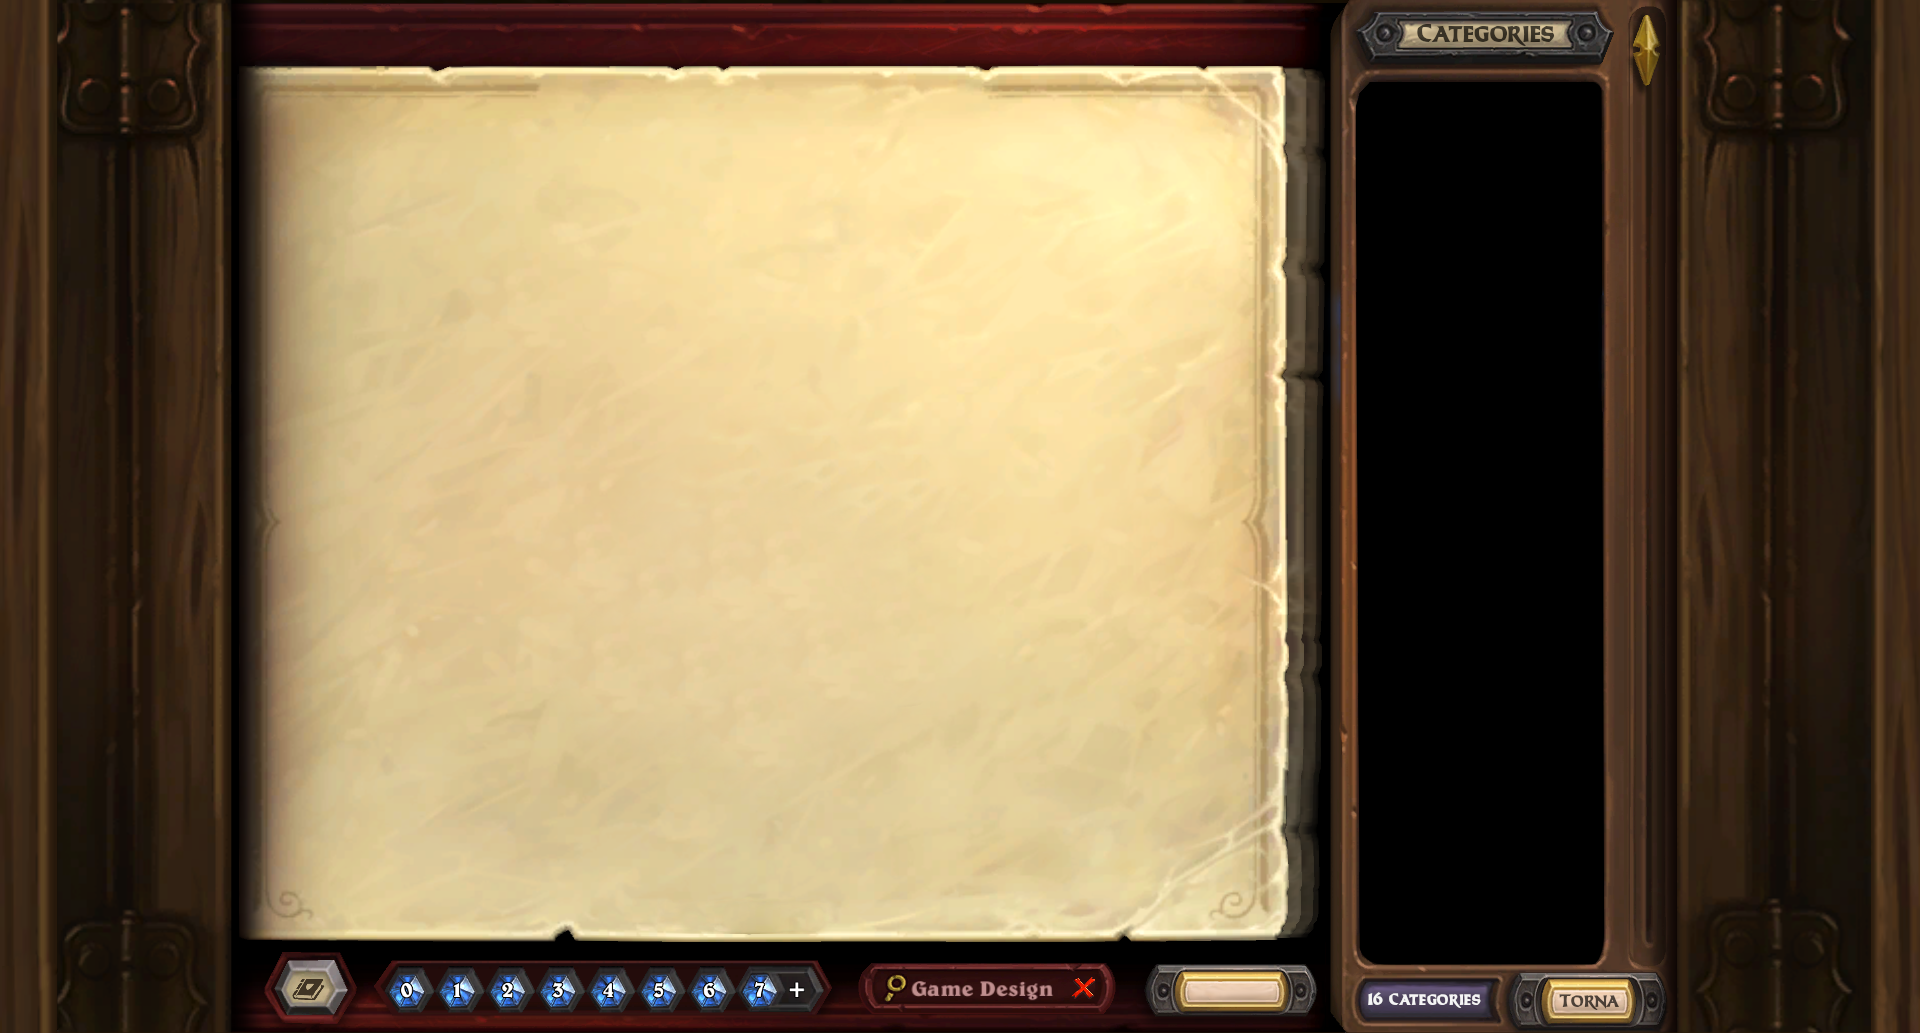 CATEGORIES
0 1 2 3 4 5 6 7 +
Game Design
16 CATEGORIES
TORNA